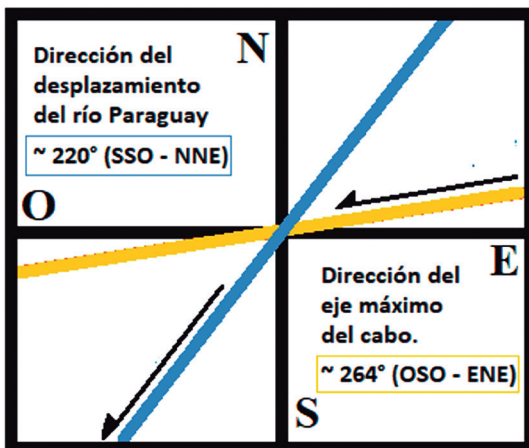 N
Dirección del
desplazamiento
del río Paraguay
~ 220° (SSO - NNE)
O
E
Dirección del
eje máximo
del cabo.
~ 264° (OSO - ENE)
S